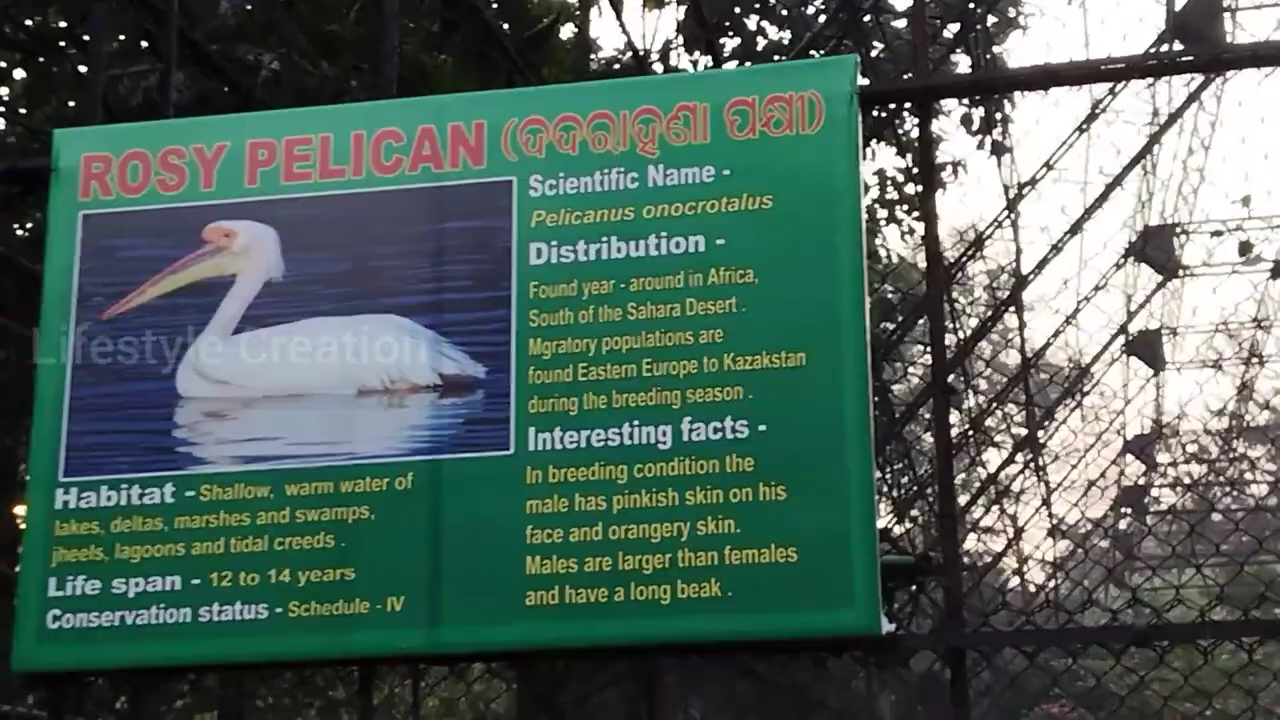 ROSY PELICAN (ଦଦରାହଣା ପକ୍ଷୀ)
Scientific Name -
Pelicanus onocrotalus
Distribution -
Found year - around in Africa,
South of the Sahara Desert .
Mgratory populations are
found Eastern Europe to Kazakstan
during the breeding season .
Interesting facts -
In breeding condition the
male has pinkish skin on his
face and orangery skin.
Males are larger than females
and have a long beak .
Habitat - Shallow, warm water of
lakes, deltas, marshes and swamps,
jheels, lagoons and tidal creeds .
Life span - 12 to 14 years
Conservation status - Schedule - IV
Lifestyle Creation